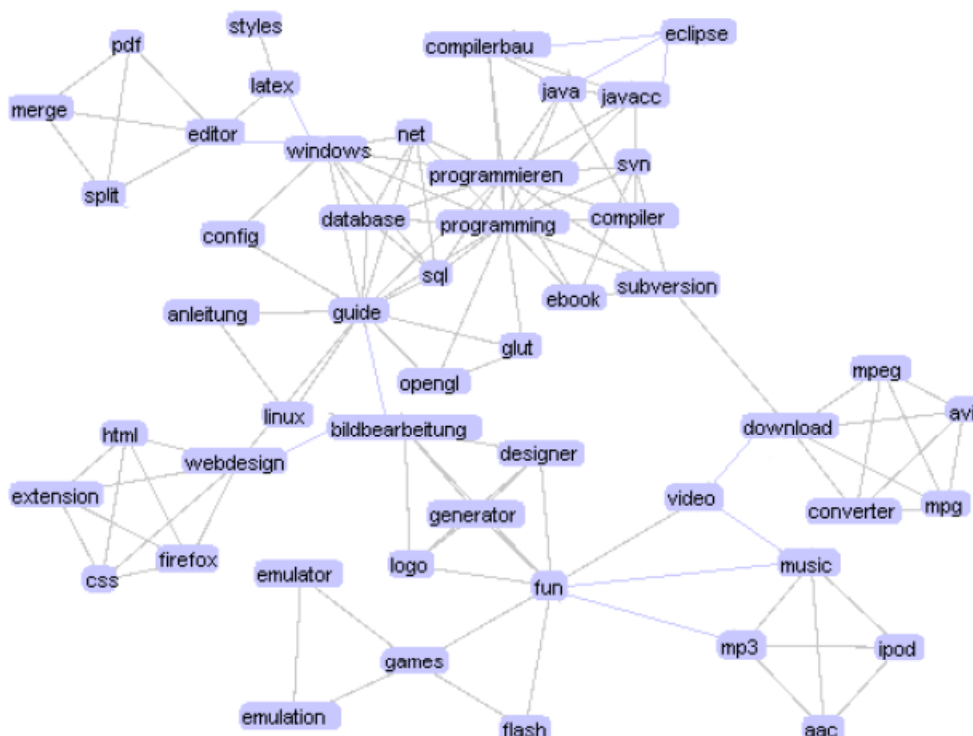 styles
pdf
compilerbau
eclipse
latex
java
javacc
merge
editor
net
windows
svn
programmieren
split
database
programming
compiler
config
sql
subversion
ebook
anleitung
guide
glut
opengl
mpeg
linux
avi
html
bildbearbeitung
download
designer
webdesign
extension
video
generator
converter
mpg
firefox
css
logo
emulator
fun
music
mp3
ipod
games
emulation
flash
aac